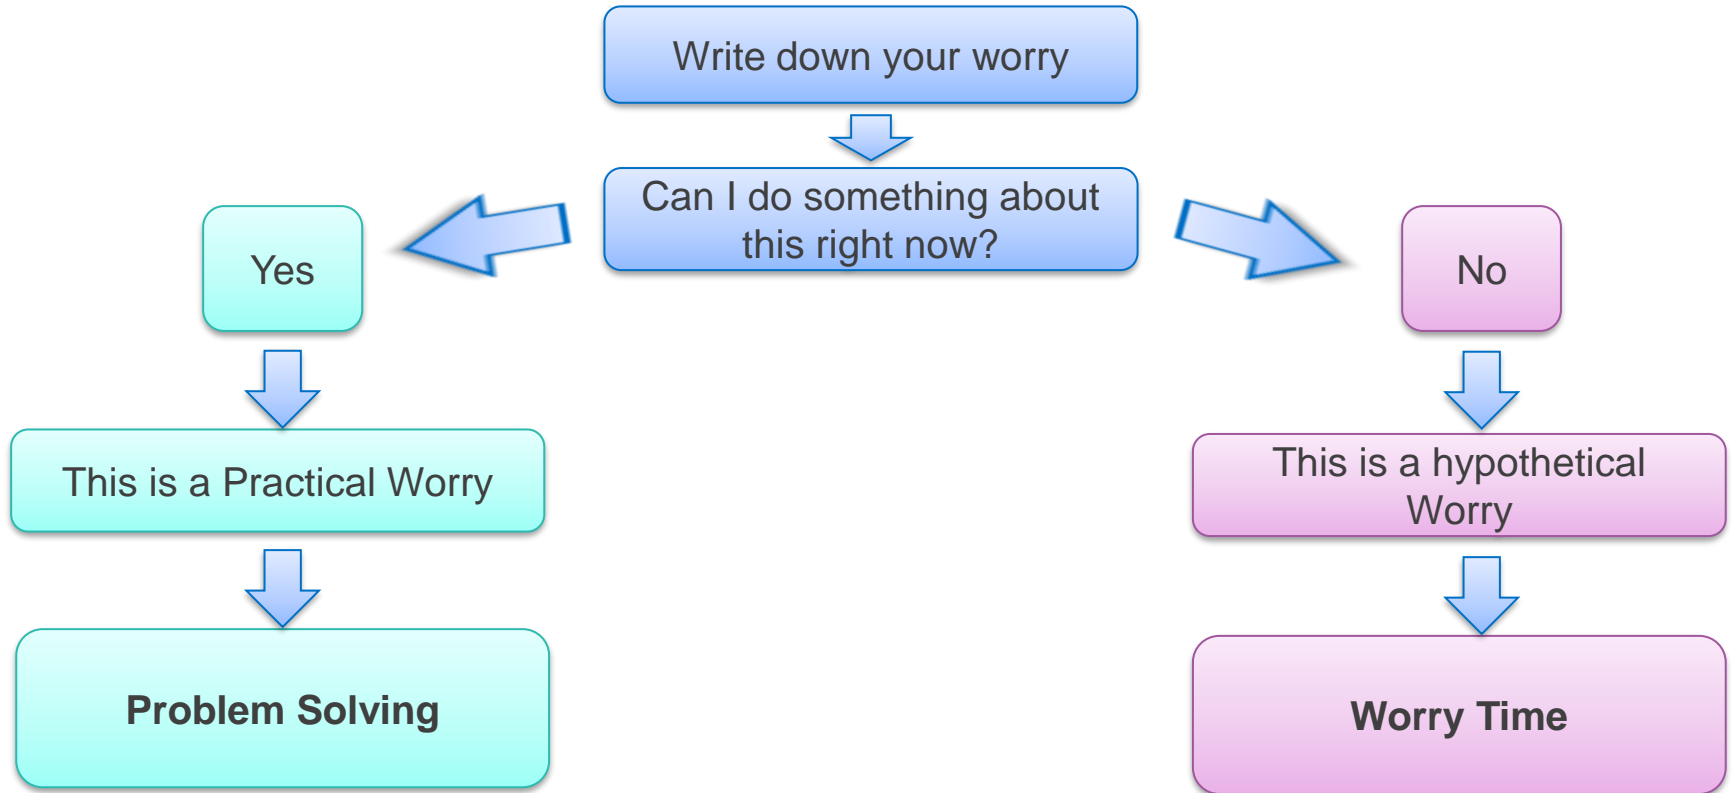 Write down your worry
Can I do something about
this right now?
Yes
No
This is a Practical Worry
This is a hypothetical
Worry
Problem Solving
Worry Time